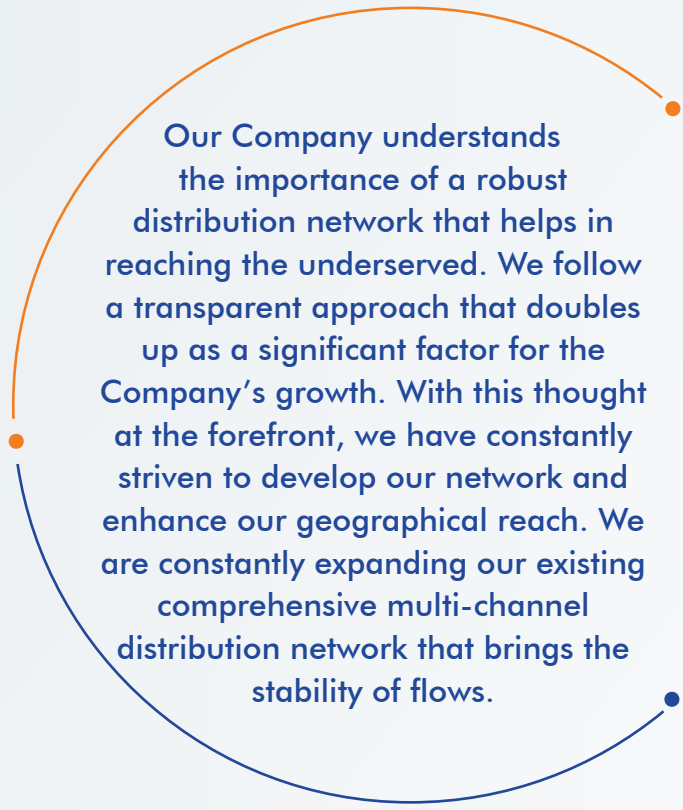 Our Company understands
the importance of a robust
distribution network that helps in
reaching the underserved. We follow
a transparent approach that doubles
up as a significant factor for the
Company’s growth. With this thought
at the forefront, we have constantly
striven to develop our network and
enhance our geographical reach. We
are constantly expanding our existing
comprehensive multi-channel
distribution network that brings the
stability of flows.